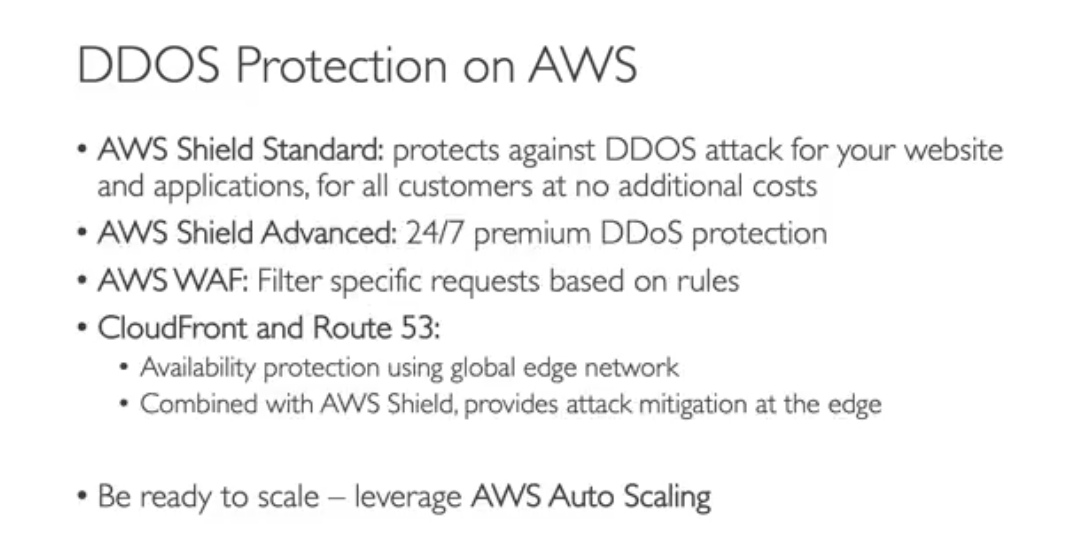 DDOS Protection on AWS
• AWS Shield Standard: protects against DDOS attack for your website
and applications, for all customers at no additional costs
• AWS Shield Advanced: 24/7 premium DDoS protection
• AWS WAF: Filter specific requests based on rules
• CloudFront and Route 53:
• Availability protection using global edge network
• Combined with AWS Shield, provides attack mitigation at the edge
• Be ready to scale – leverage AWS Auto Scaling